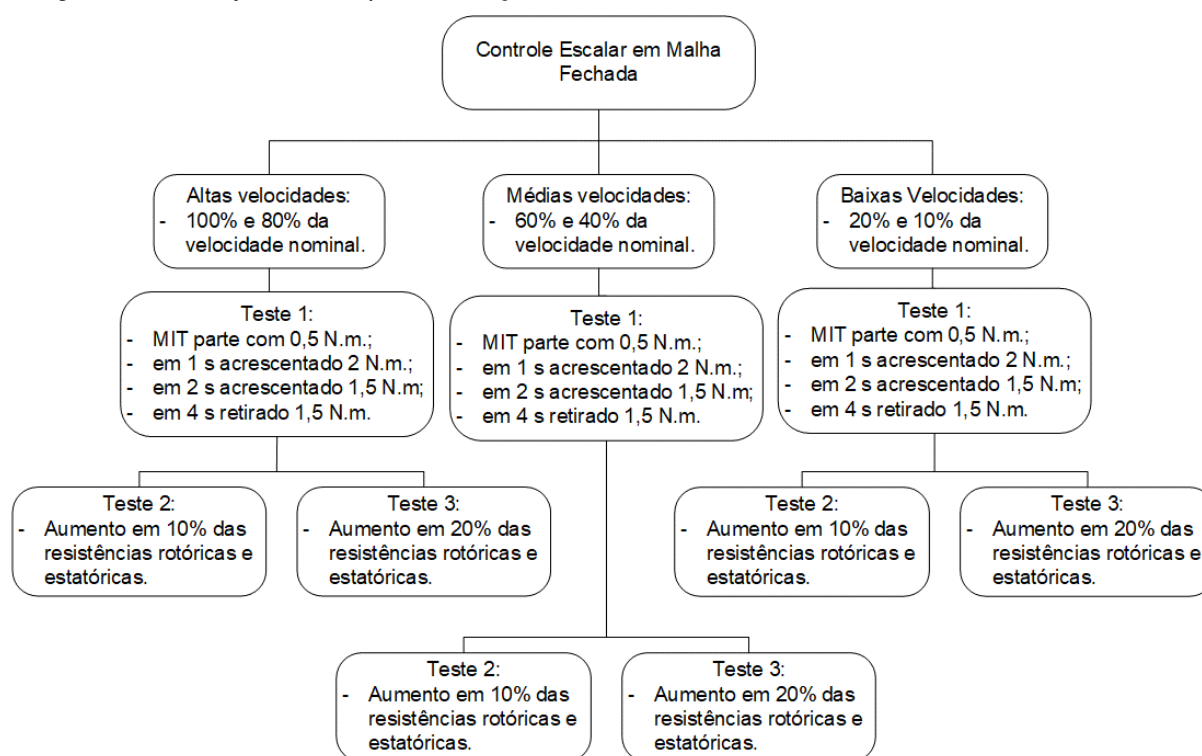 Controle Escalar em Malha
Fechada
Altas velocidades:
- 100% e 80% da
velocidade nominal.
Médias velocidades:
- 60% e 40% da
velocidade nominal.
Baixas Velocidades:
- 20% e 10% da
velocidade nominal.
Teste 1:
- MIT parte com 0,5 N.m.;
- em 1 s acrescentado 2 N.m.;
- em 2 s acrescentado 1,5 N.m;
- em 4 s retirado 1,5 N.m.
Teste 1:
- MIT parte com 0,5 N.m.;
- em 1 s acrescentado 2 N.m.;
- em 2 s acrescentado 1,5 N.m;
- em 4 s retirado 1,5 N.m.
Teste 1:
- MIT parte com 0,5 N.m.;
- em 1 s acrescentado 2 N.m.;
- em 2 s acrescentado 1,5 N.m;
- em 4 s retirado 1,5 N.m.
Teste 2:
- Aumento em 10% das
resistências rotóricas e
estatóricas.
Teste 3:
- Aumento em 20% das
resistências rotóricas e
estatóricas.
Teste 2:
- Aumento em 10% das
resistências rotóricas e
estatóricas.
Teste 3:
- Aumento em 20% das
resistências rotóricas e
estatóricas.
Teste 2:
- Aumento em 10% das
resistências rotóricas e
estatóricas.
Teste 3:
- Aumento em 20% das
resistências rotóricas e
estatóricas.